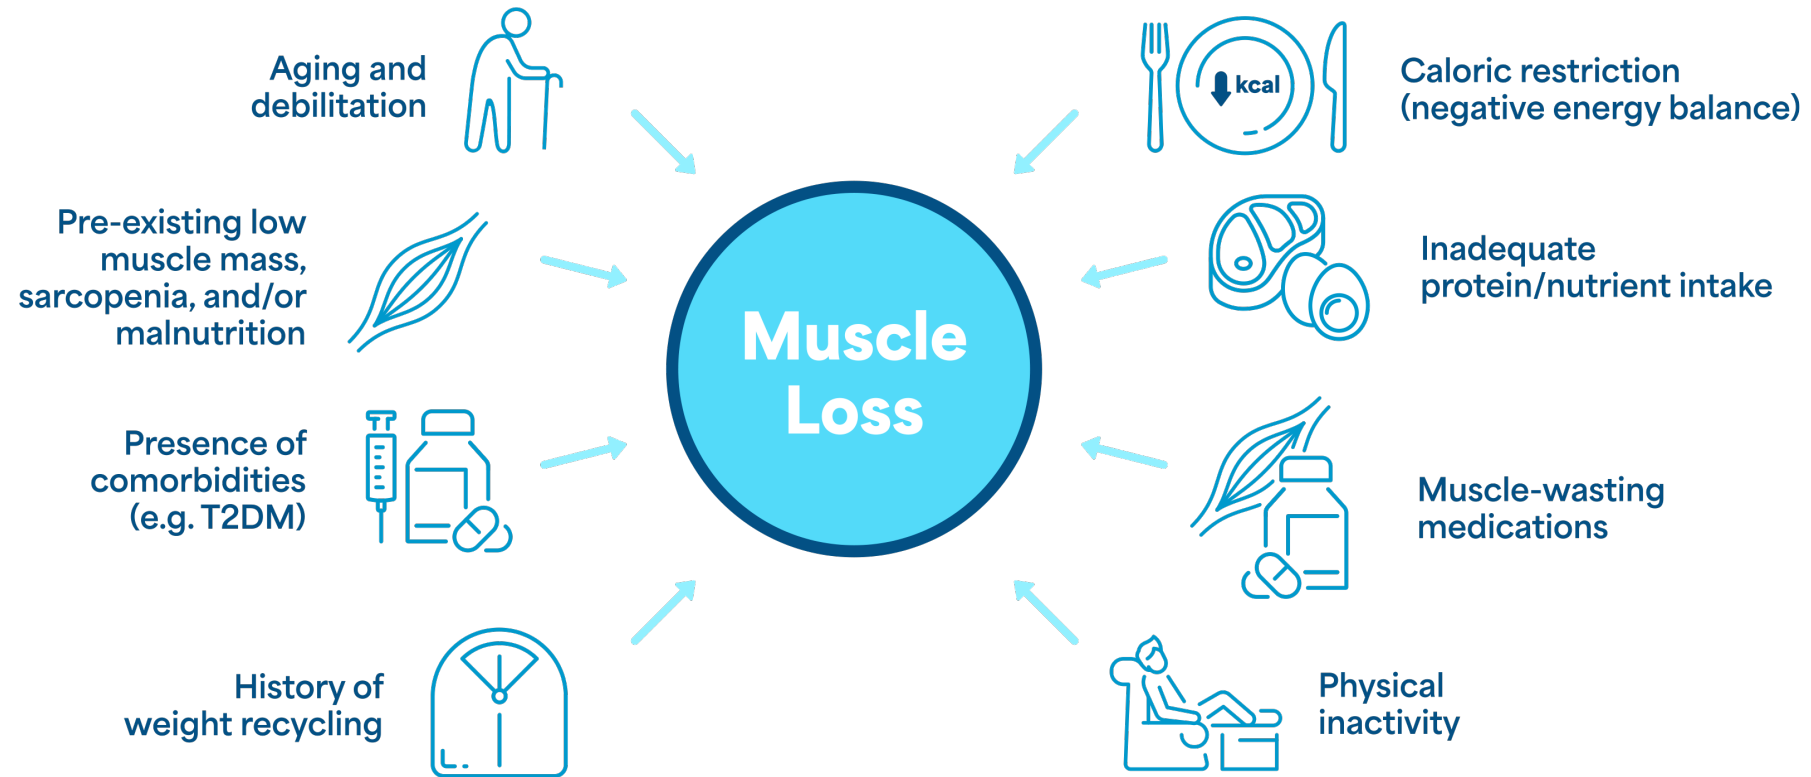 Aging and
debilitation
Pre-existing low
muscle mass,
sarcopenia, and/or
malnutrition
Presence of
comorbidities
(e.g. T2DM)
History of
weight recycling
Muscle
Loss
kcal
Caloric restriction
(negative energy balance)
Inadequate
protein/nutrient intake
Muscle-wasting
medications
Physical
inactivity